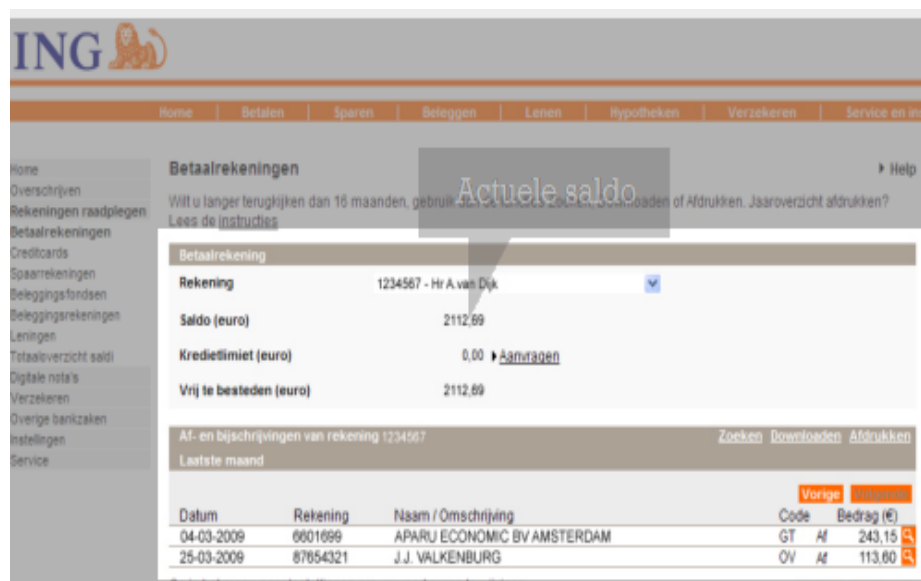 ING
Home | Betalen | Sparen | Beleggen | Lenen | Hypotheken | Verzekeren | Service en in
Home
Overschrijven
Rekeningen raadplegen
Betaalrekeningen
Creditcards
Spaarrekeningen
Beleggingsfondsen
Beleggingsrekeningen
Leningen
Totaaloverzicht saldi
Digitale nota's
Verzekeren
Overige bankzaken
Instellingen
Service
Betaalrekeningen
Help
Actuele saldo
Wilt u langer terugkijken dan 16 maanden, gebruik Downloaden of Afdrukken. Jaaroverzicht afdrukken?
Lees de instructies
Betaalrekening
Rekening 1234567 - Hr A.van Dijk
Saldo (euro) 2112,69
Kredietlimiet (euro) 0,00 Aanvragen
Vrij te besteden (euro) 2112,69
Af- en bijschrijvingen van rekening 1234567 Zoeken Downloaden Afdrukken
Laatste maand
Vorige Volgende
Datum Rekening Naam / Omschrijving Code Bedrag (€)
04-03-2009 6601699 APARU ECONOMIC BV AMSTERDAM GT Af 243,15
25-03-2009 87654321 J.J. VALKENBURG OV Af 113,60